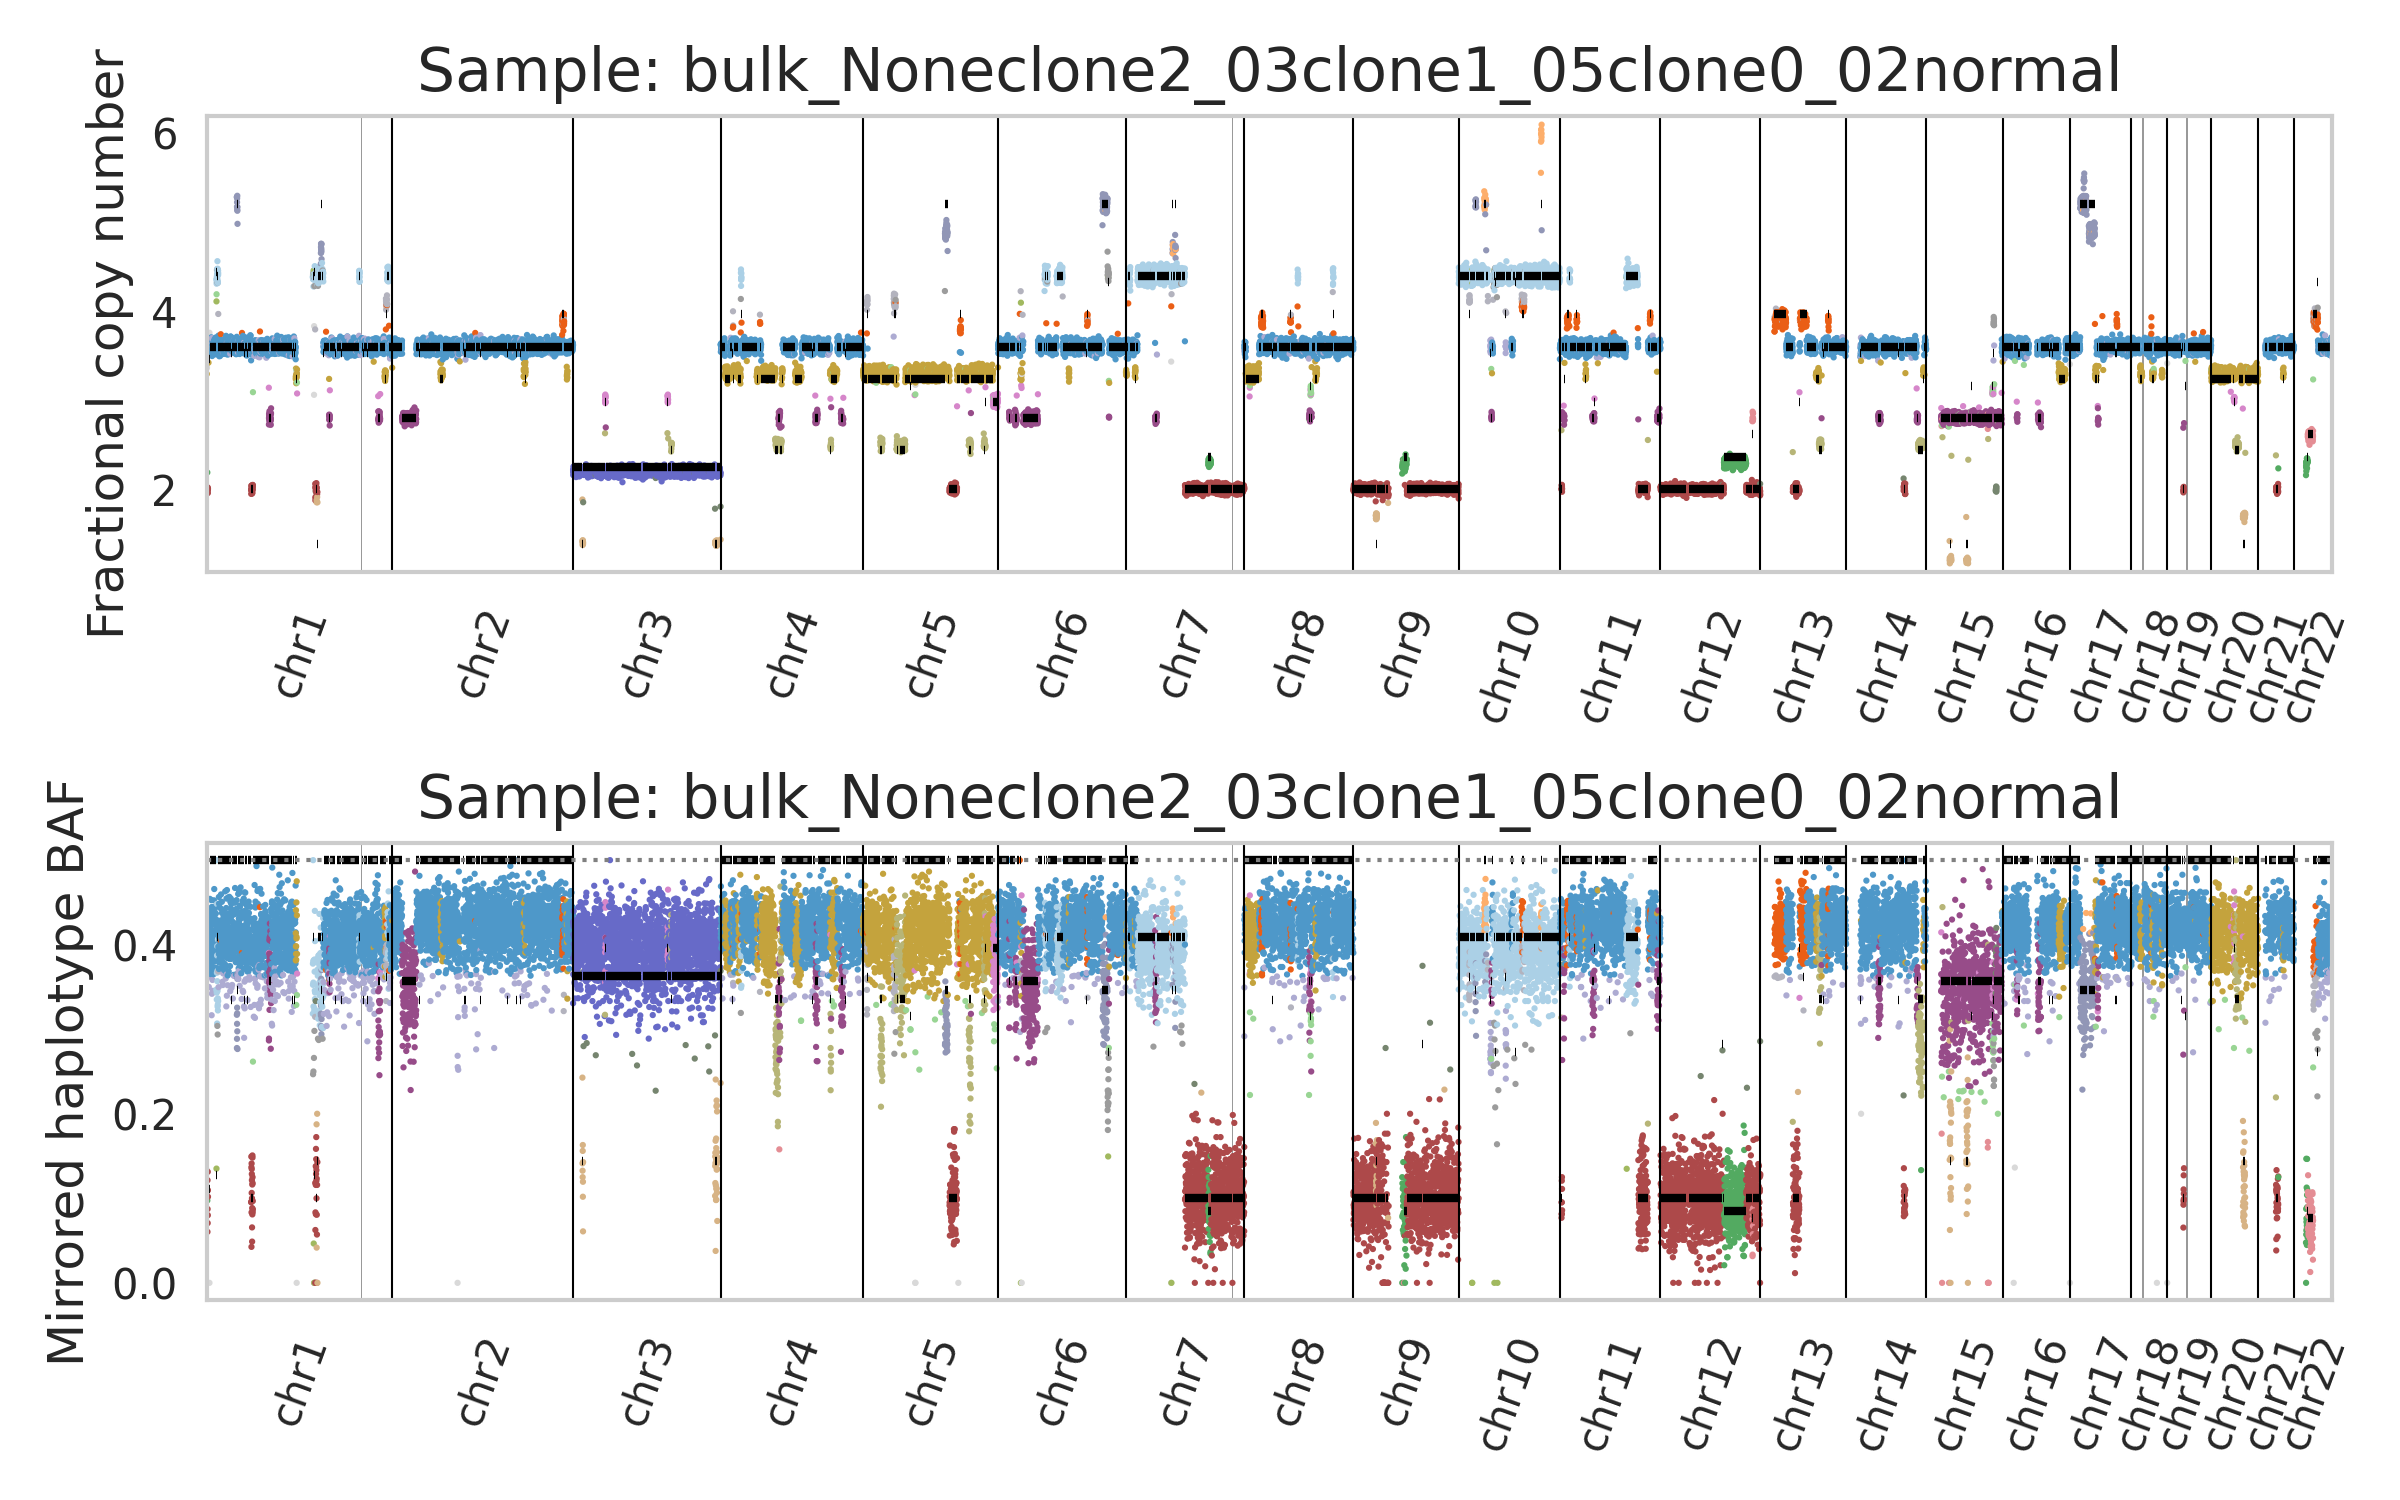 Sample: bulk_Noneclone2_03clone1_05clone0_02normal
Fractional copy number
6
4
2
chr1
chr2
chr3
chr4
chr5
chr6
chr7
chr8
chr9
chr10
chr11
chr12
chr13
chr14
chr15
chr16
chr17
chr18
chr19
chr20
chr21
chr22
Sample: bulk_Noneclone2_03clone1_05clone0_02normal
Mirrored haplotype BAF
0.4
0.2
0.0
chr1
chr2
chr3
chr4
chr5
chr6
chr7
chr8
chr9
chr10
chr11
chr12
chr13
chr14
chr15
chr16
chr17
chr18
chr19
chr20
chr21
chr22